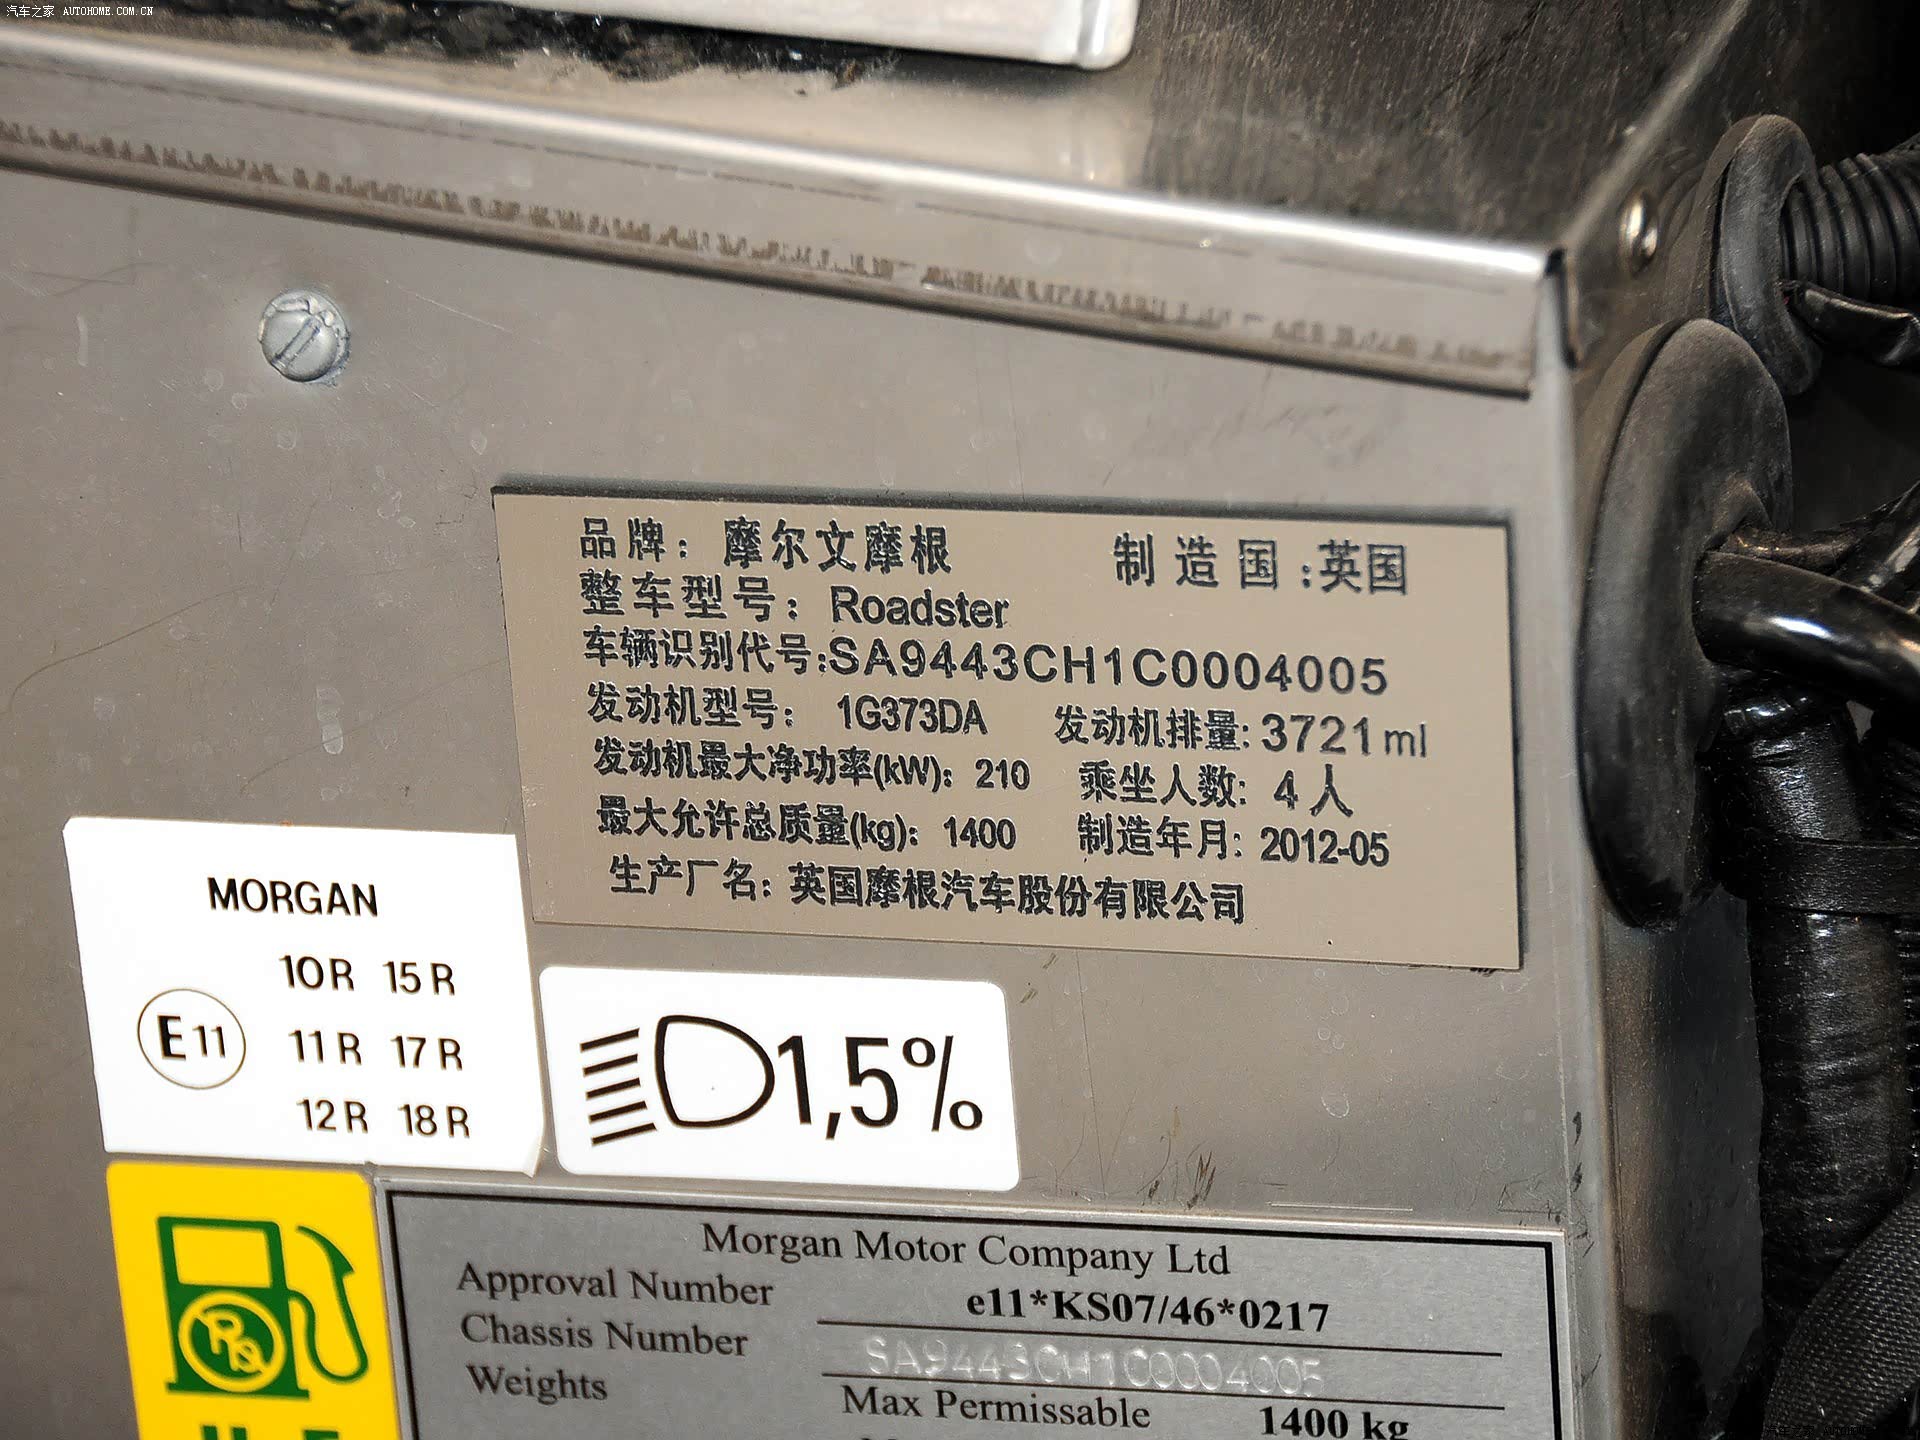 汽车之家 AUTOHOME.COM.CN
品牌：摩尔文摩根 制造国:英国
整车型号：Roadster
车辆识别代号:SA9443CH1C0004005
发动机型号：1G373DA 发动机排量:3721ml
发动机最大净功率(kW)：210 乘坐人数:4人
最大允许总质量(kg)：1400 制造年月:2012-05
生产厂名：英国摩根汽车股份有限公司
MORGAN
10R 15R
E11 11R 17R
12R 18R
1,5%
Morgan Motor Company Ltd
Approval Number e11*KS07/46*0217
Chassis Number SA9443CH1C0004005
Weights Max Permissable 1400 kg